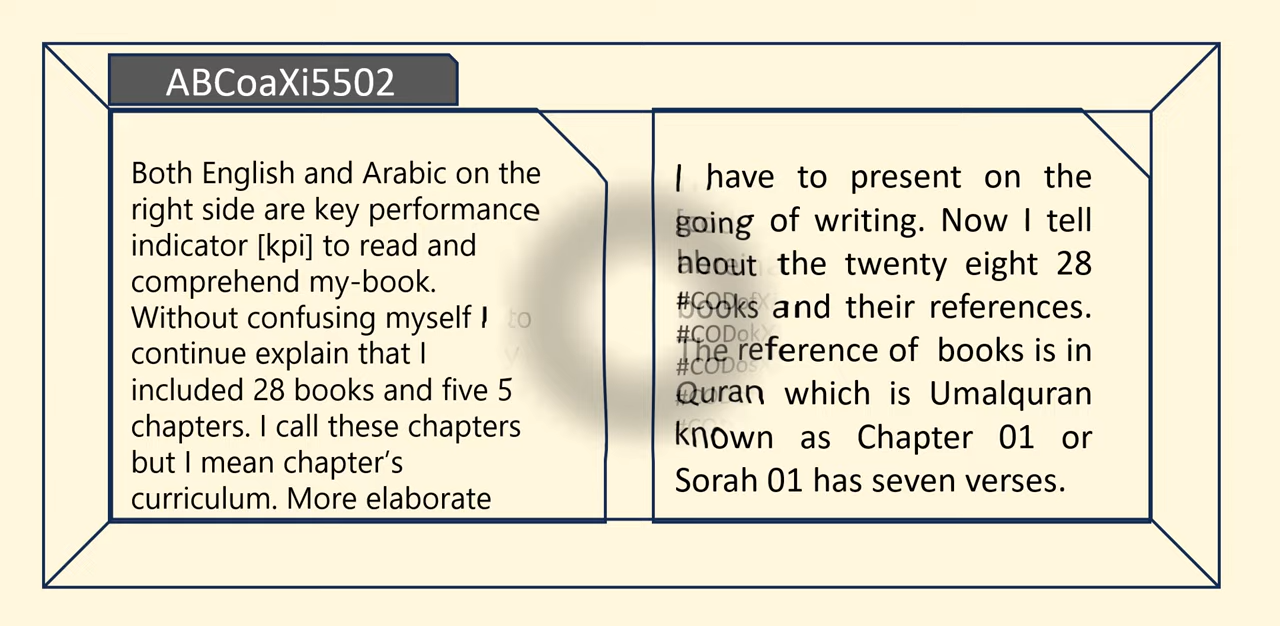 ABCoaXi5502
Both English and Arabic on the
right side are key performance
indicator [kpi] to read and
comprehend my-book.
Without confusing myself I to
continue explain that I
included 28 books and five 5
chapters. I call these chapters
but I mean chapter's
curriculum. More elaborate
I have to present on the
going of writing. Now I tell
about the twenty eight 28
books and their references.
The reference of books is in
Quran which is Umalquran
known as Chapter 01 or
Sorah 01 has seven verses.